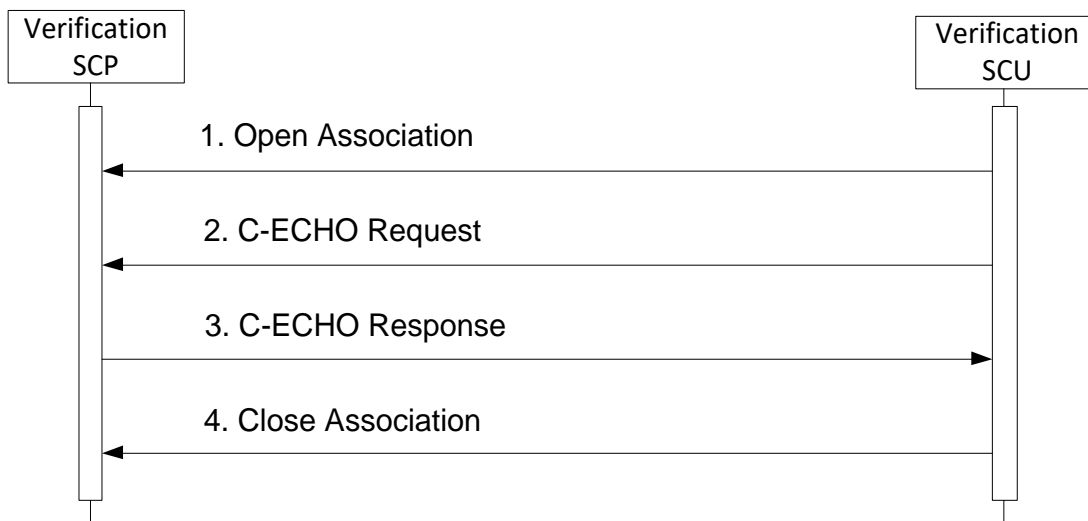 Verification
SCP
Verification
SCU
1. Open Association
2. C-ECHO Request
3. C-ECHO Response
4. Close Association